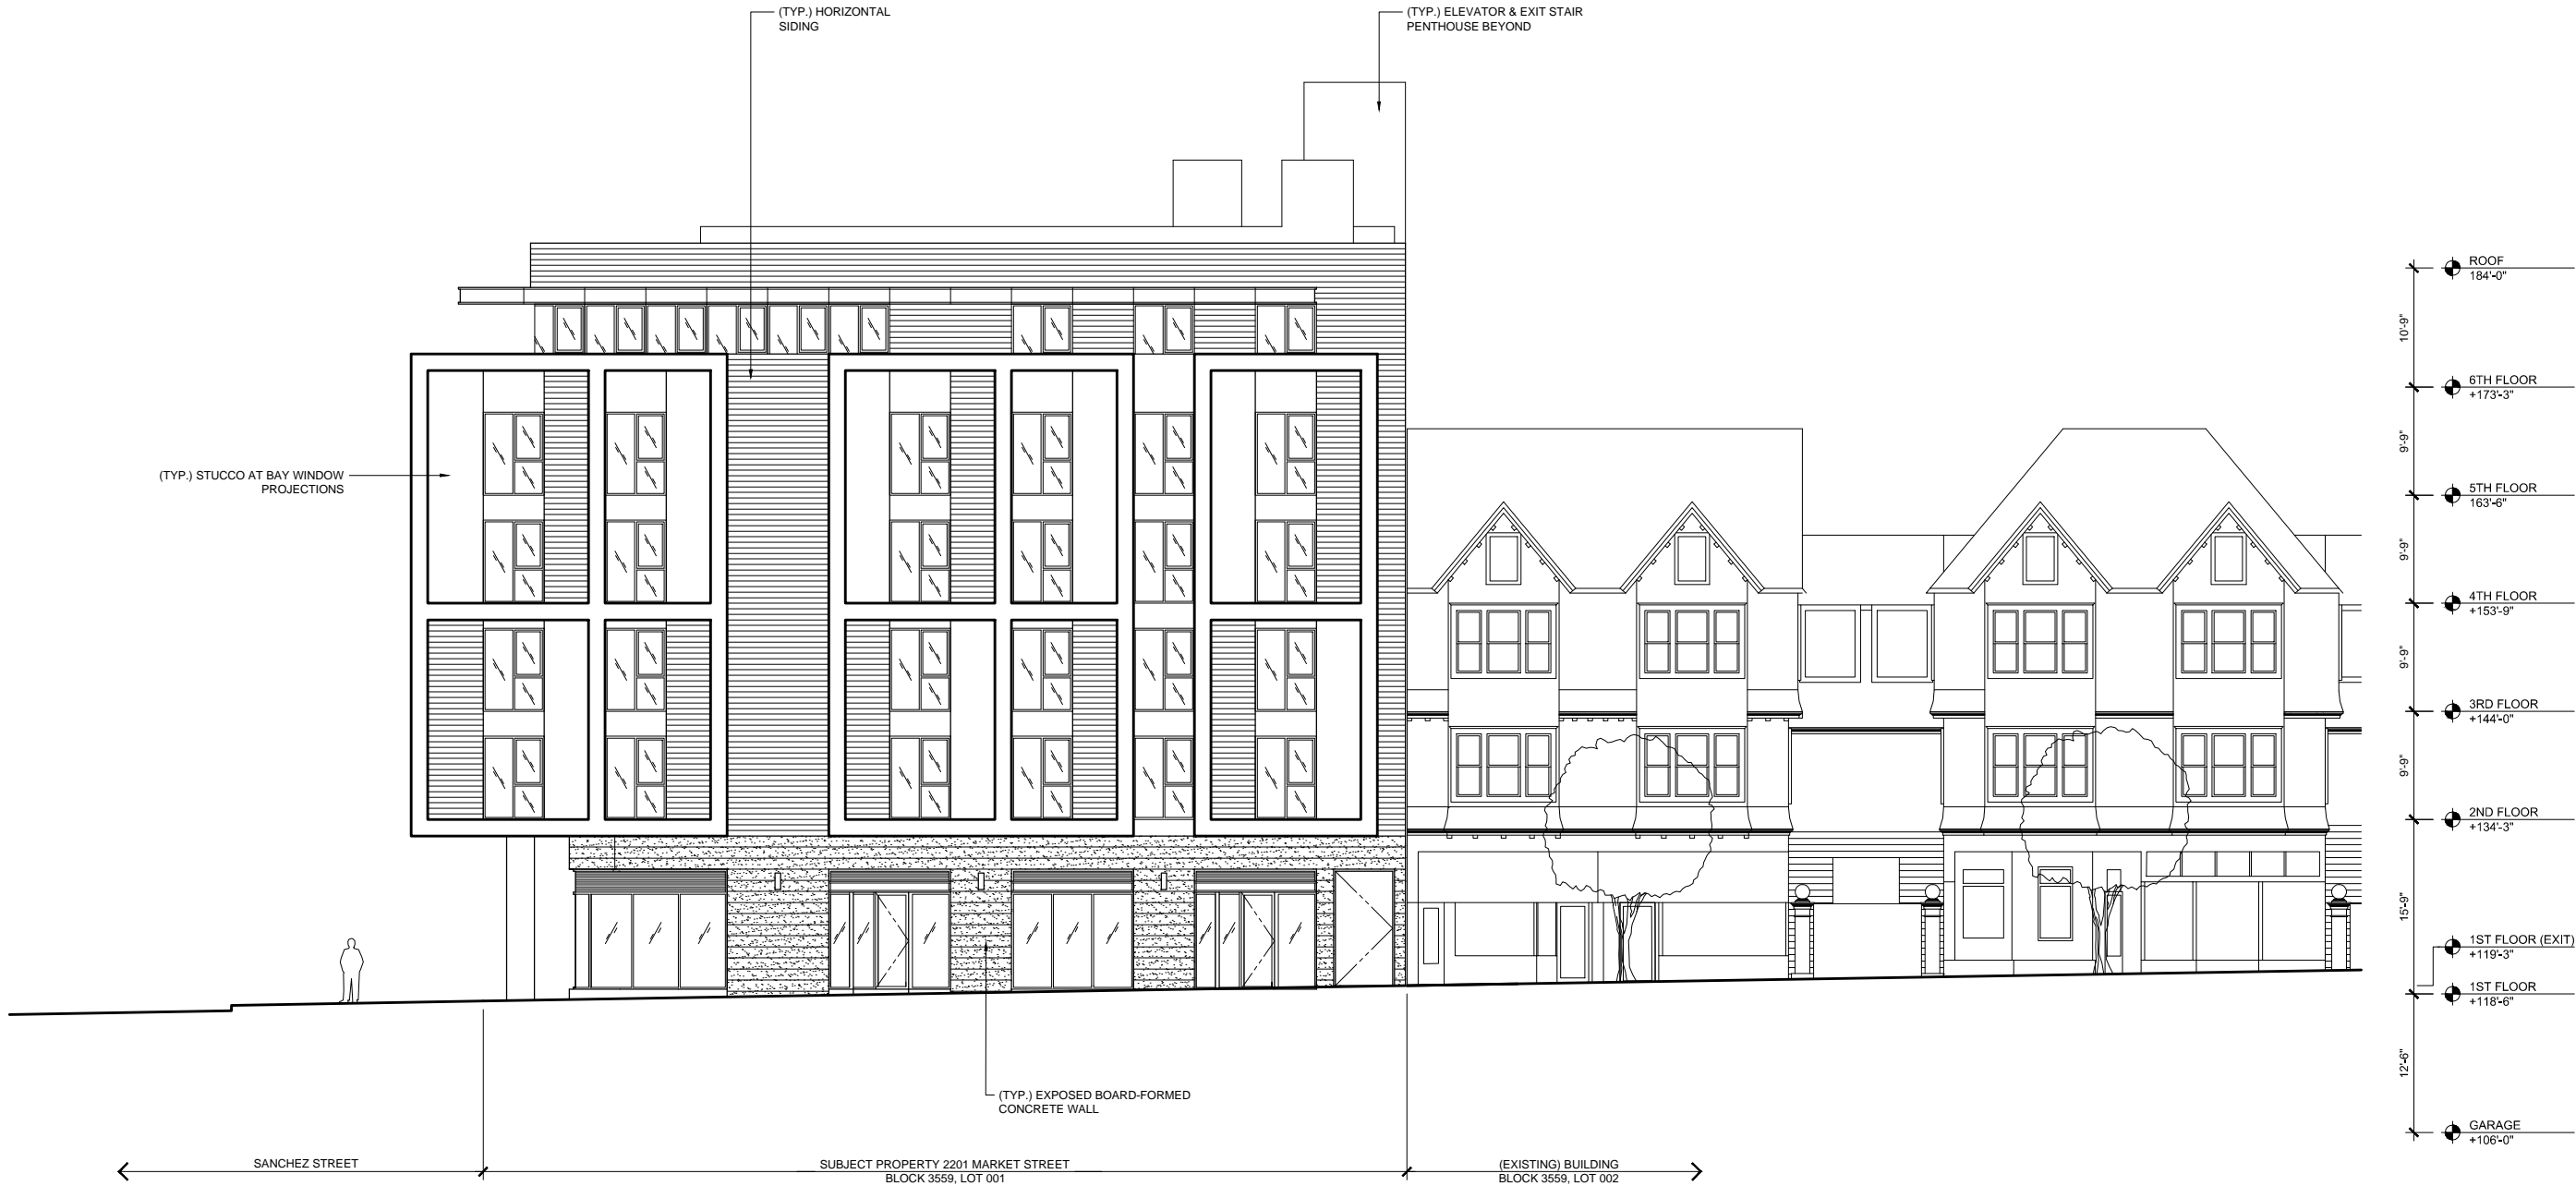 (TYP.) HORIZONTAL
SIDING
(TYP.) ELEVATOR & EXIT STAIR
PENTHOUSE BEYOND
(TYP.) STUCCO AT BAY WINDOW
PROJECTIONS
(TYP.) EXPOSED BOARD-FORMED
CONCRETE WALL
ROOF
184'-0"
10'-9"
6TH FLOOR
+173'-3"
9'-9"
5TH FLOOR
163'-6"
9'-9"
4TH FLOOR
+153'-9"
9'-9"
3RD FLOOR
+144'-0"
9'-9"
2ND FLOOR
+134'-3"
15'-9"
1ST FLOOR (EXIT)
+119'-3"
1ST FLOOR
+118'-6"
12'-6"
GARAGE
+106'-0"
SANCHEZ STREET
SUBJECT PROPERTY 2201 MARKET STREET
BLOCK 3559, LOT 001
(EXISTING) BUILDING
BLOCK 3559, LOT 002